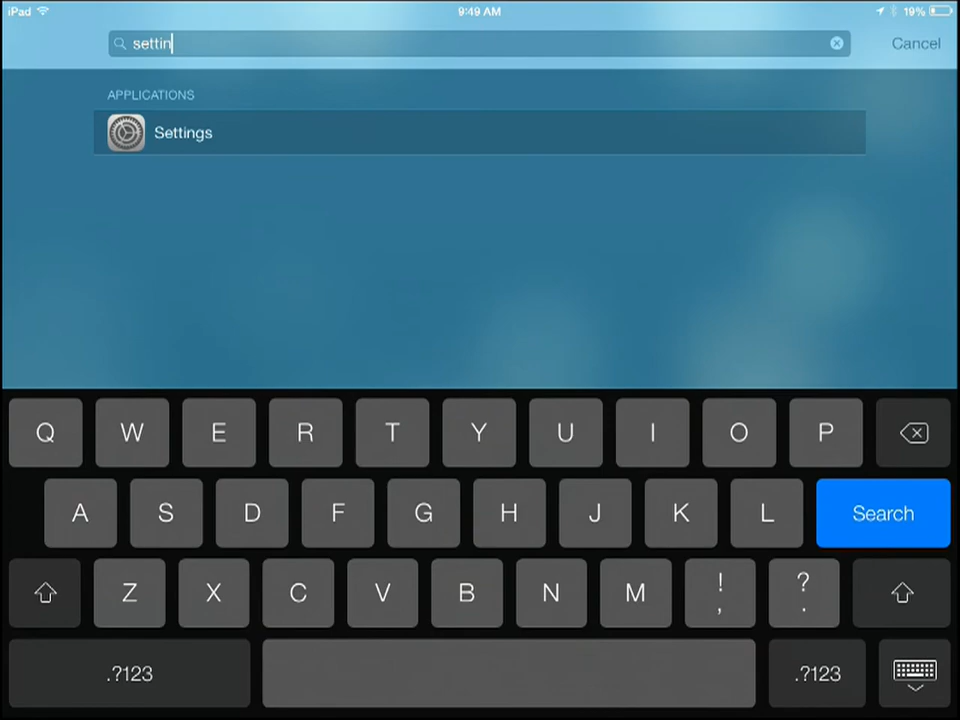 iPad 9:49 AM 19%
settin Cancel
APPLICATIONS
Settings
Q W E R T Y U I O P
A S D F G H J K L Search
Z X C V B N M ! , ? .
.?123 .?123